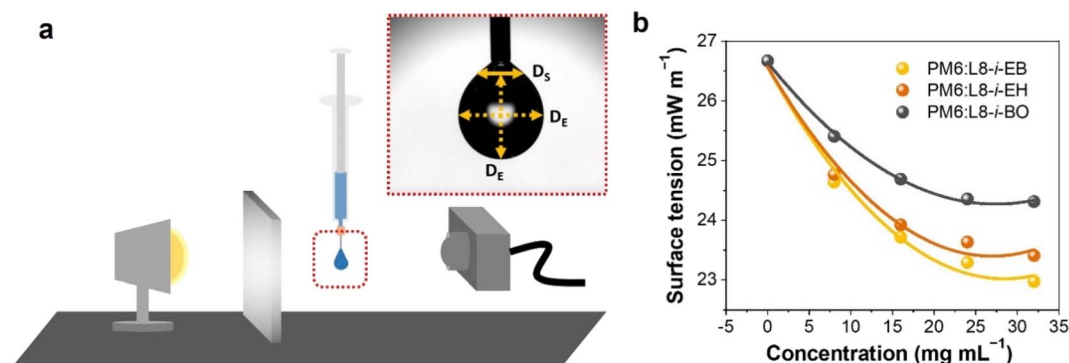 a
D_S
D_E
D_E
b
Surface tension (mW m⁻¹)
27
26
25
24
23
PM6:L8-i-EB
PM6:L8-i-EH
PM6:L8-i-BO
-5 0 5 10 15 20 25 30 35
Concentration (mg mL⁻¹)